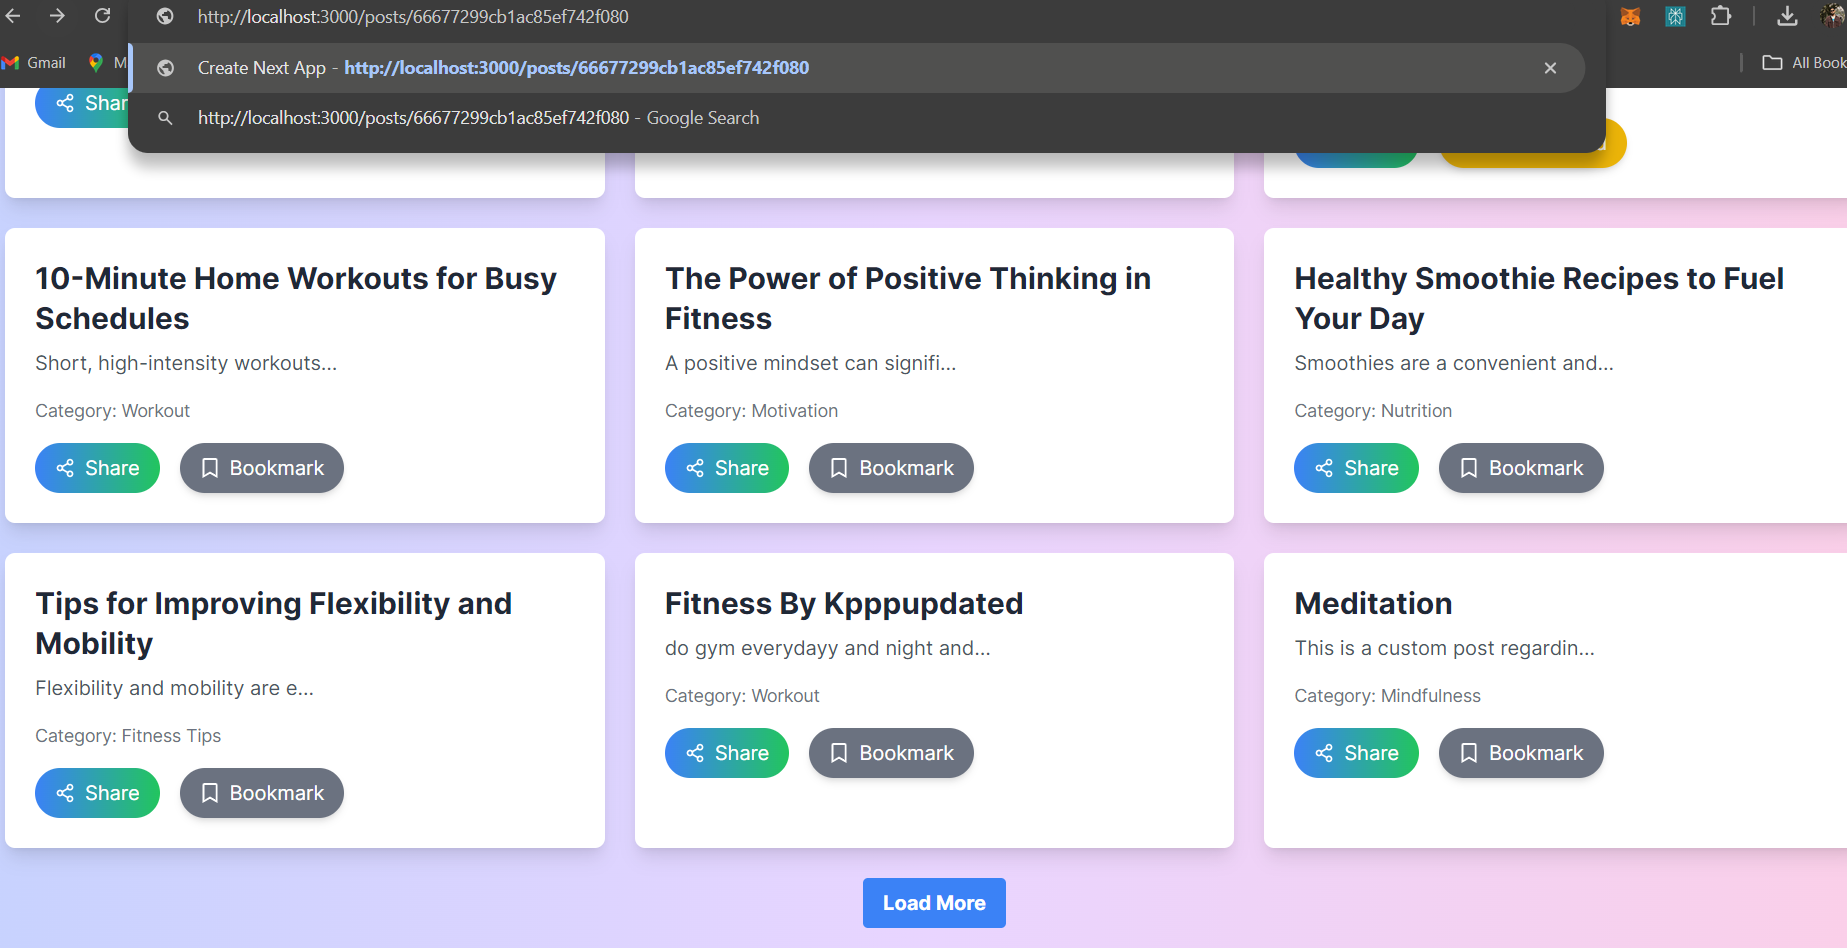 http://localhost:3000/posts/66677299cb1ac85ef742f080
Create Next App - http://localhost:3000/posts/66677299cb1ac85ef742f080
http://localhost:3000/posts/66677299cb1ac85ef742f080 - Google Search
Gmail
M
All Book
Shar
10-Minute Home Workouts for Busy
Schedules
Short, high-intensity workouts...
Category: Workout
Share
Bookmark
The Power of Positive Thinking in
Fitness
A positive mindset can signifi...
Category: Motivation
Share
Bookmark
Healthy Smoothie Recipes to Fuel
Your Day
Smoothies are a convenient and...
Category: Nutrition
Share
Bookmark
Tips for Improving Flexibility and
Mobility
Flexibility and mobility are e...
Category: Fitness Tips
Share
Bookmark
Fitness By Kpppupdated
do gym everydayy and night and...
Category: Workout
Share
Bookmark
Meditation
This is a custom post regardin...
Category: Mindfulness
Share
Bookmark
Load More